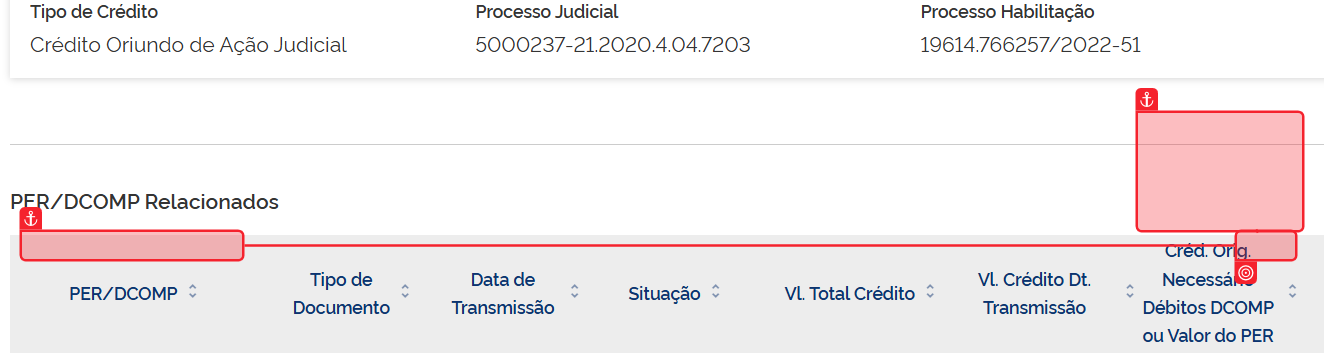 Tipo de Crédito
Processo Judicial
Processo Habilitação
Crédito Oriundo de Ação Judicial
5000237-21.2020.4.04.7203
19614.766257/2022-51
PER/DCOMP Relacionados
PER/DCOMP
Tipo de
Documento
Data de
Transmissão
Situação
Vl. Total Crédito
Vl. Crédito Dt.
Transmissão
Créd. Orig.
Necessário
Débitos DCOMP
ou Valor do PER